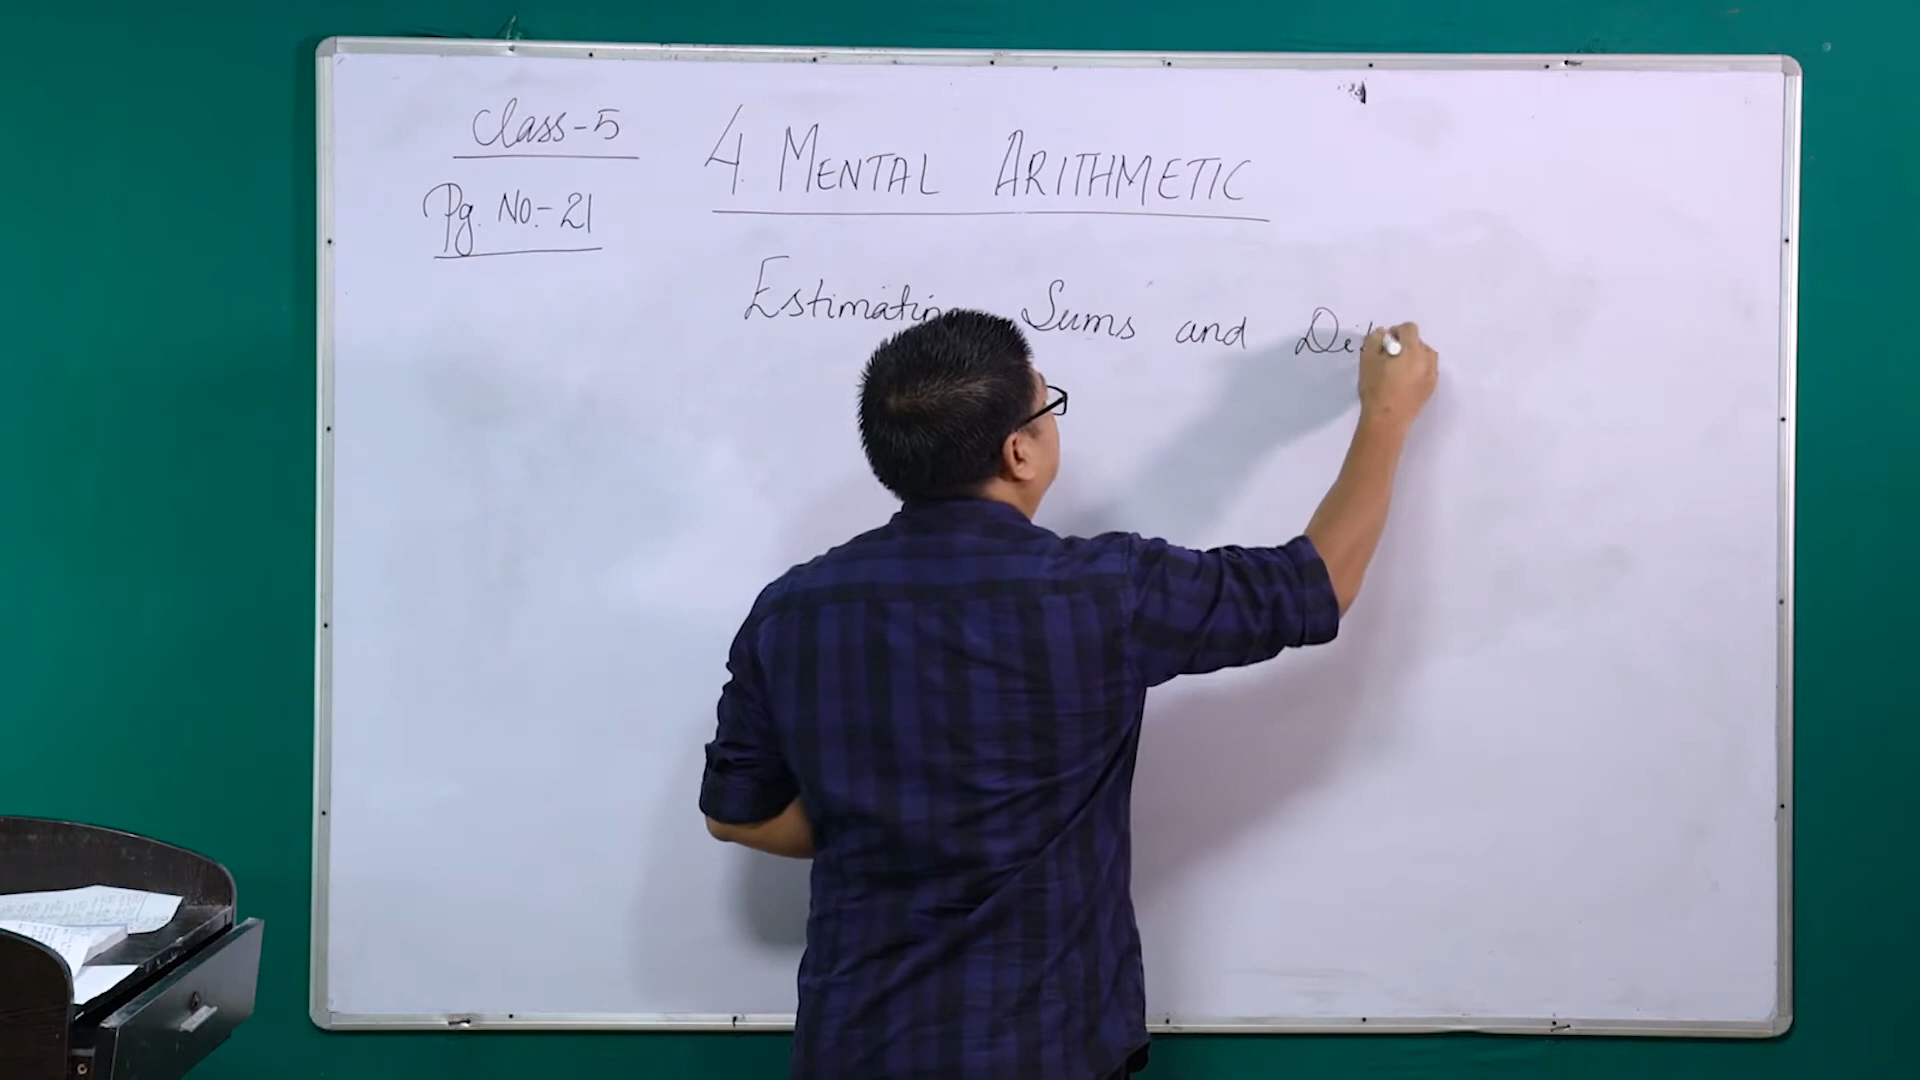 Class-5
Pg. No:- 21
4. MENTAL ARITHMETIC
Sums and